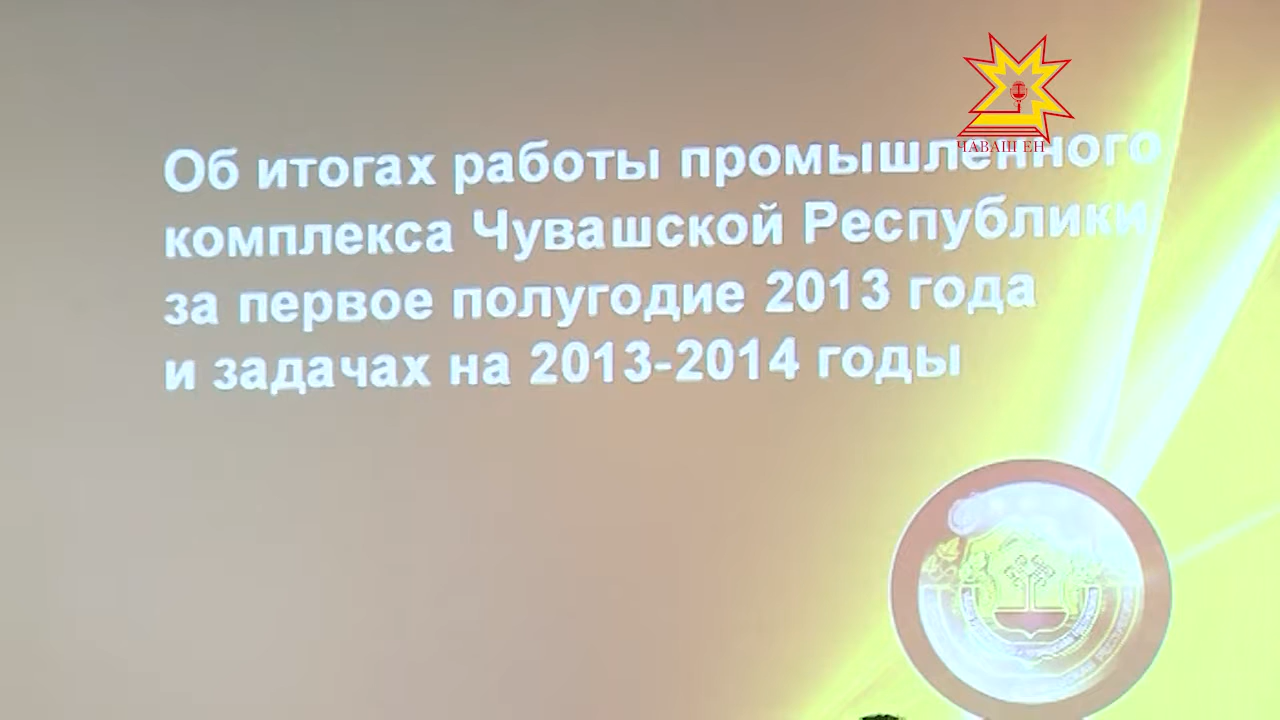 ЧĂВАШ ЕН
Об итогах работы промышленного
комплекса Чувашской Республики
за первое полугодие 2013 года
и задачах на 2013-2014 годы